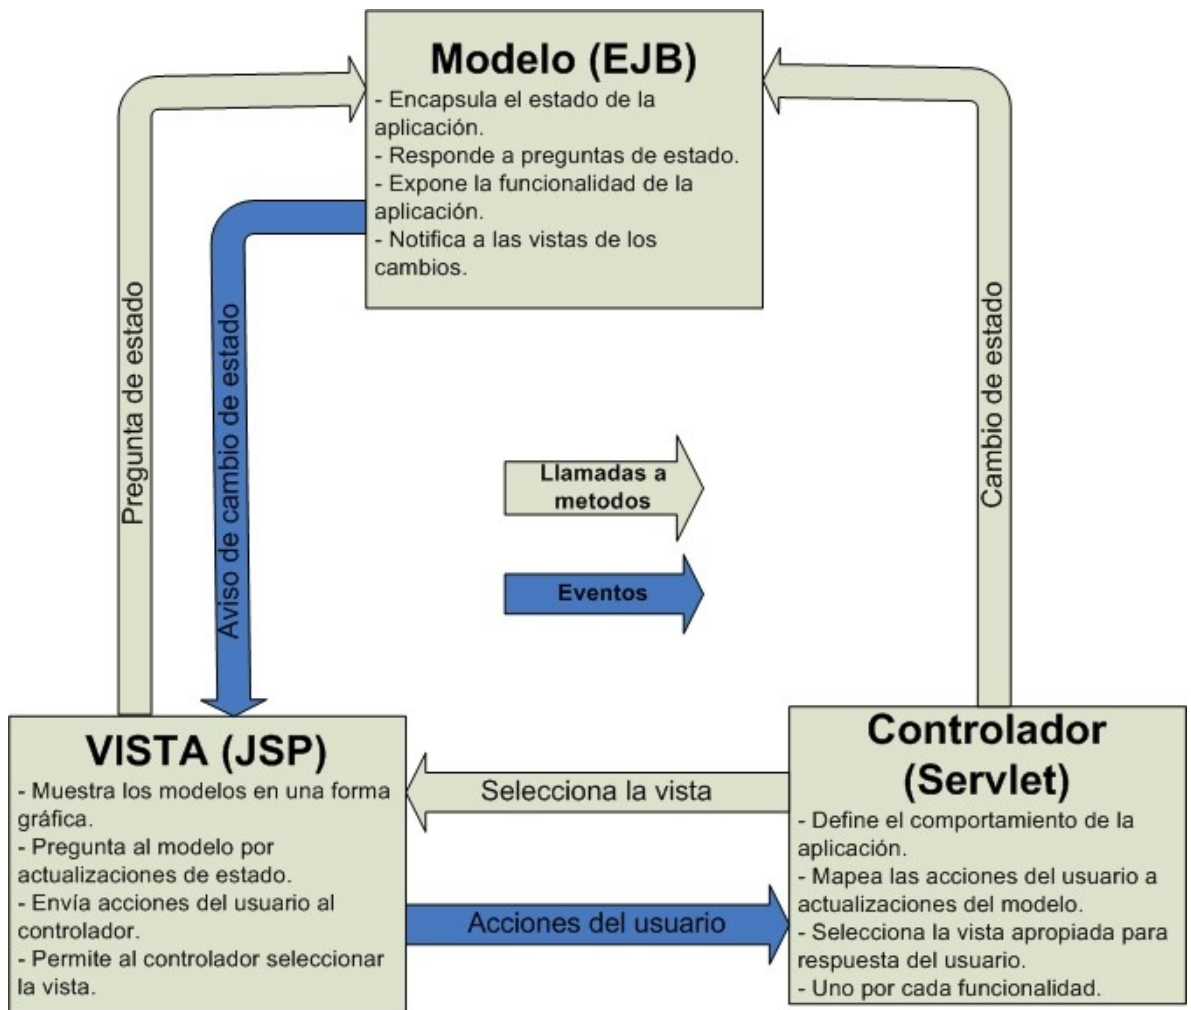 Modelo (EJB)
- Encapsula el estado de la
aplicación.
- Responde a preguntas de estado.
- Expone la funcionalidad de la
aplicación.
- Notifica a las vistas de los
cambios.
Pregunta de estado
Aviso de cambio de estado
Cambio de estado
Llamadas a
metodos
Eventos
VISTA (JSP)
- Muestra los modelos en una forma
gráfica.
- Pregunta al modelo por
actualizaciones de estado.
- Envía acciones del usuario al
controlador.
- Permite al controlador seleccionar
la vista.
Selecciona la vista
Acciones del usuario
Controlador
(Servlet)
- Define el comportamiento de la
aplicación.
- Mapea las acciones del usuario a
actualizaciones del modelo.
- Selecciona la vista apropiada para
respuesta del usuario.
- Uno por cada funcionalidad.